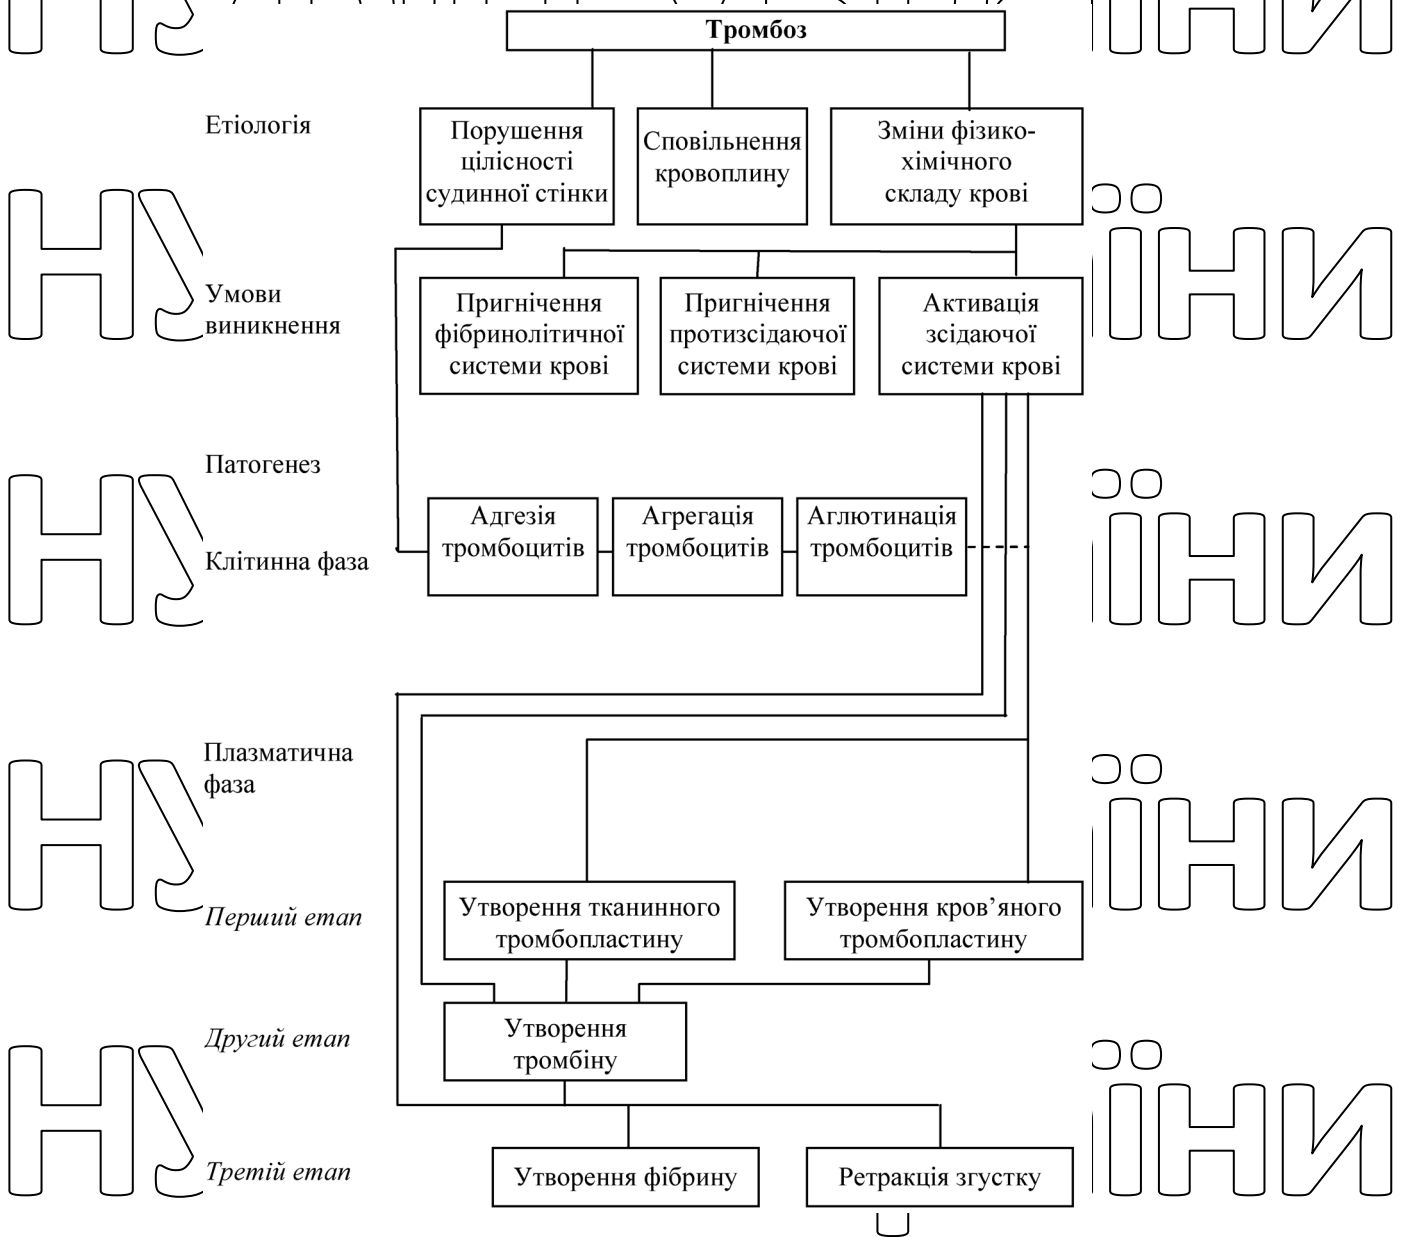 Тромбоз
Етіологія
Порушення
цілісності
судинної стінки
Сповільнення
кровоплину
Зміни фізико-
хімічного
складу крові
Умови
виникнення
Пригнічення
фібринолітичної
системи крові
Пригнічення
протизсідаючої
системи крові
Активація
зсідаючої
системи крові
Патогенез
Клітинна фаза
Адгезія
тромбоцитів
Агрегація
тромбоцитів
Аглютинація
тромбоцитів
Плазматична
фаза
Перший етап
Утворення тканинного
тромбопластину
Утворення кров’яного
тромбопластину
Другий етап
Утворення
тромбіну
Третій етап
Утворення фібрину
Ретракція згустку